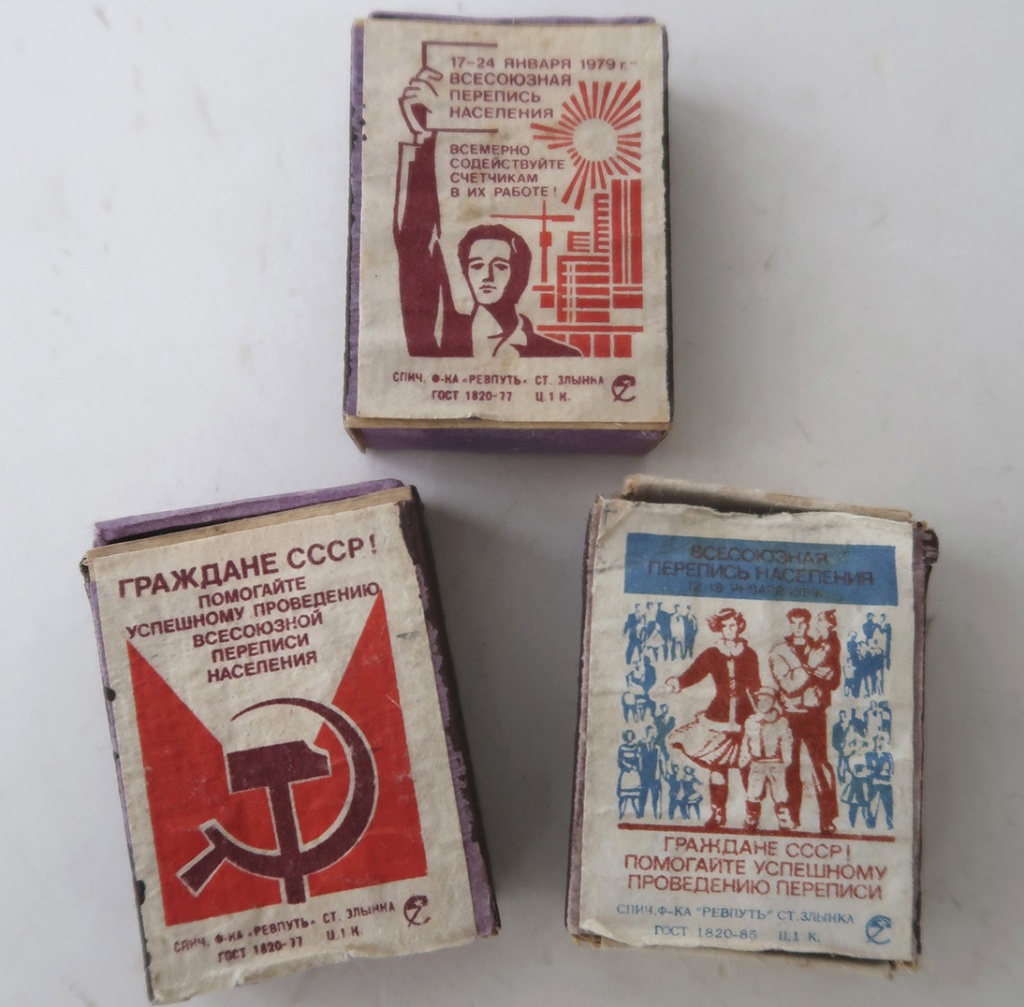 17-24 ЯНВАРЯ 1979 г.
ВСЕСОЮЗНАЯ
ПЕРЕПИСЬ
НАСЕЛЕНИЯ
ВСЕМЕРНО
СОДЕЙСТВУЙТЕ
СЧЕТЧИКАМ
В ИХ РАБОТЕ!
СПИЧ. Ф-КА «РЕВПУТЬ» СТ. ЗЛЫНКА
ГОСТ 1820-77 Ц. 1 К.
ГРАЖДАНЕ СССР!
ПОМОГАЙТЕ
УСПЕШНОМУ ПРОВЕДЕНИЮ
ВСЕСОЮЗНОЙ
ПЕРЕПИСИ
НАСЕЛЕНИЯ
СПИЧ. Ф-КА «РЕВПУТЬ» СТ. ЗЛЫНКА
ГОСТ 1820-77 Ц. 1 К.
ВСЕСОЮЗНАЯ
ПЕРЕПИСЬ НАСЕЛЕНИЯ
ЯНВАРЯ
ГРАЖДАНЕ СССР!
ПОМОГАЙТЕ УСПЕШНОМУ
ПРОВЕДЕНИЮ ПЕРЕПИСИ
СПИЧ. Ф-КА "РЕВПУТЬ" СТ. ЗЛЫНКА
ГОСТ 1820-85 Ц. 1 К.